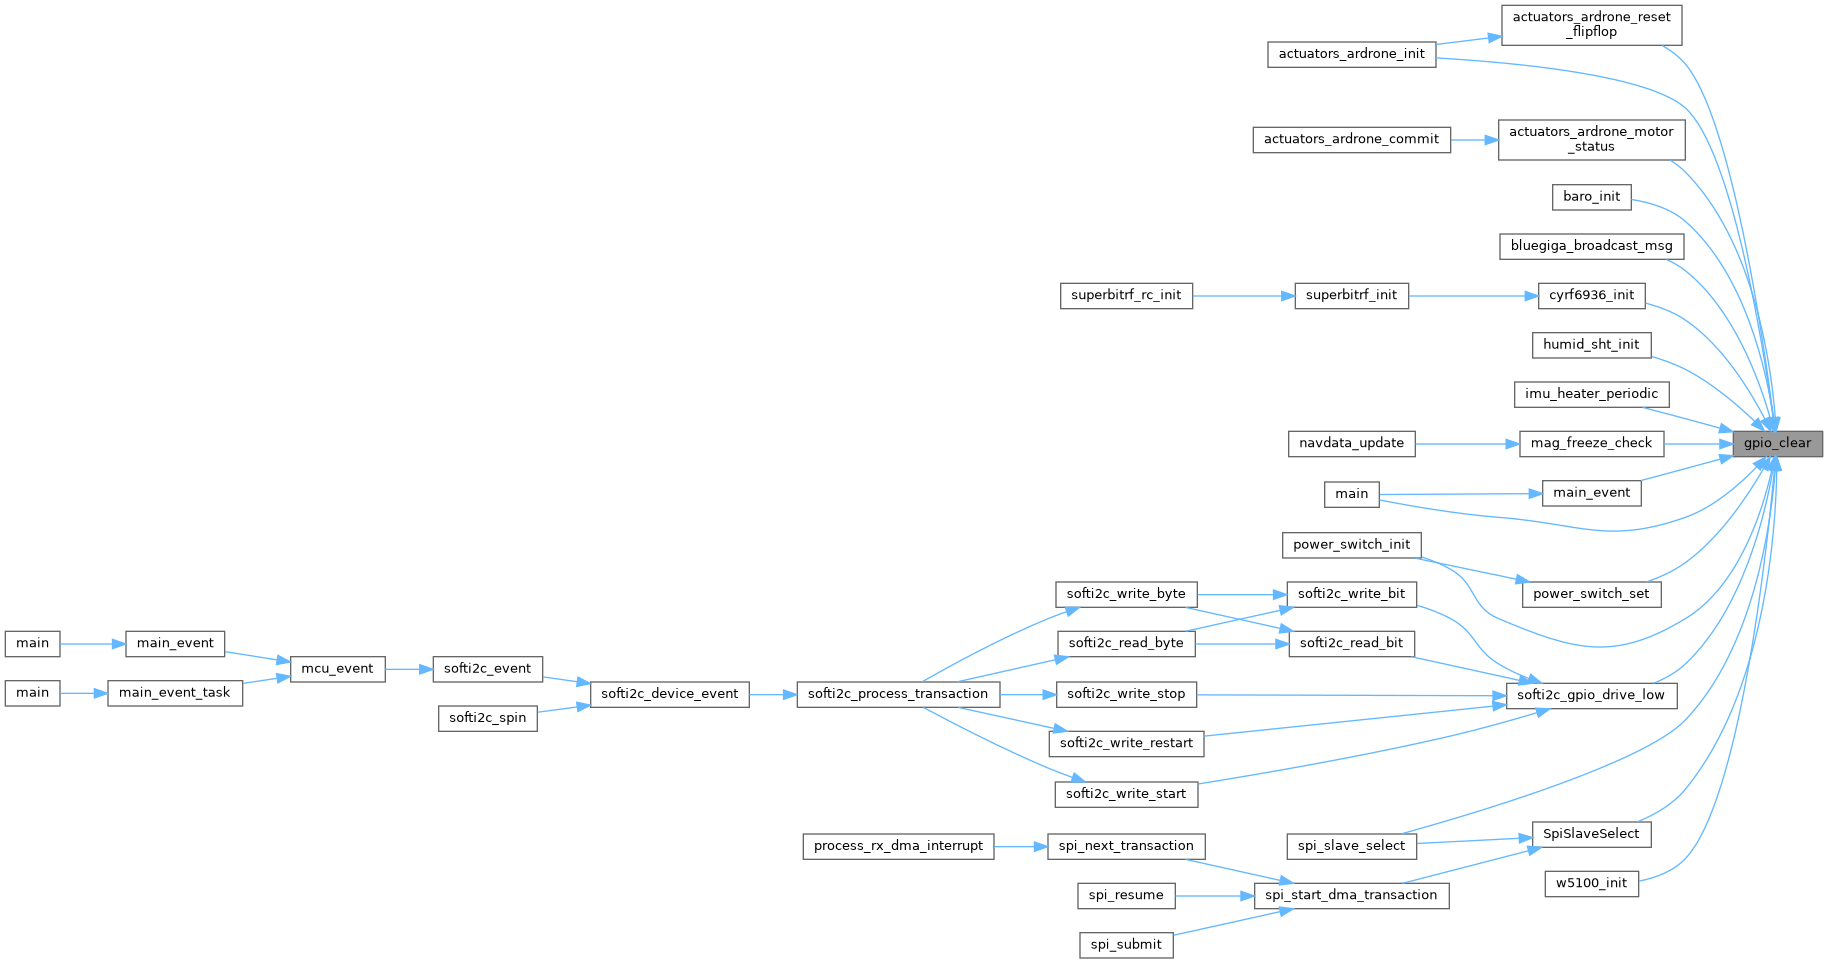 actuators_ardrone_reset
_flipflop
actuators_ardrone_init
actuators_ardrone_motor
_status
actuators_ardrone_commit
baro_init
bluegiga_broadcast_msg
superbitrf_rc_init
superbitrf_init
cyrf6936_init
humid_sht_init
imu_heater_periodic
navdata_update
mag_freeze_check
gpio_clear
main
main_event
power_switch_init
power_switch_set
softi2c_write_byte
softi2c_write_bit
main
main_event
softi2c_read_byte
softi2c_read_bit
mcu_event
softi2c_event
main
main_event_task
softi2c_device_event
softi2c_process_transaction
softi2c_write_stop
softi2c_gpio_drive_low
softi2c_spin
softi2c_write_restart
softi2c_write_start
process_rx_dma_interrupt
spi_next_transaction
spi_slave_select
SpiSlaveSelect
w5100_init
spi_resume
spi_start_dma_transaction
spi_submit